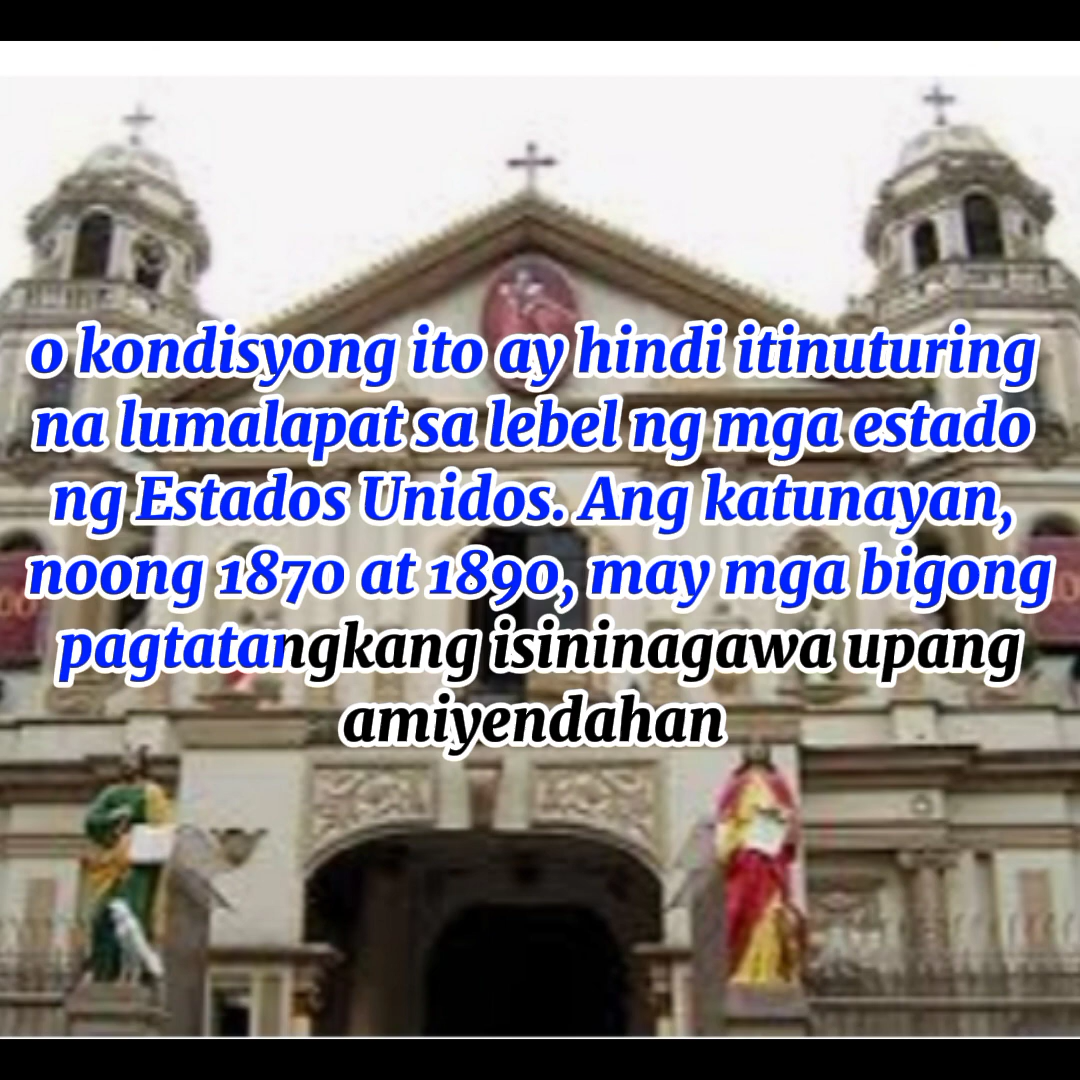 o kondisyong ito ay hindi itinuturing
na lumalapat sa lebel ng mga estado
ng Estados Unidos. Ang katunayan,
noong 1870 at 1890, may mga bigong
pagtatangkang isininagawa upang
amiyendahan